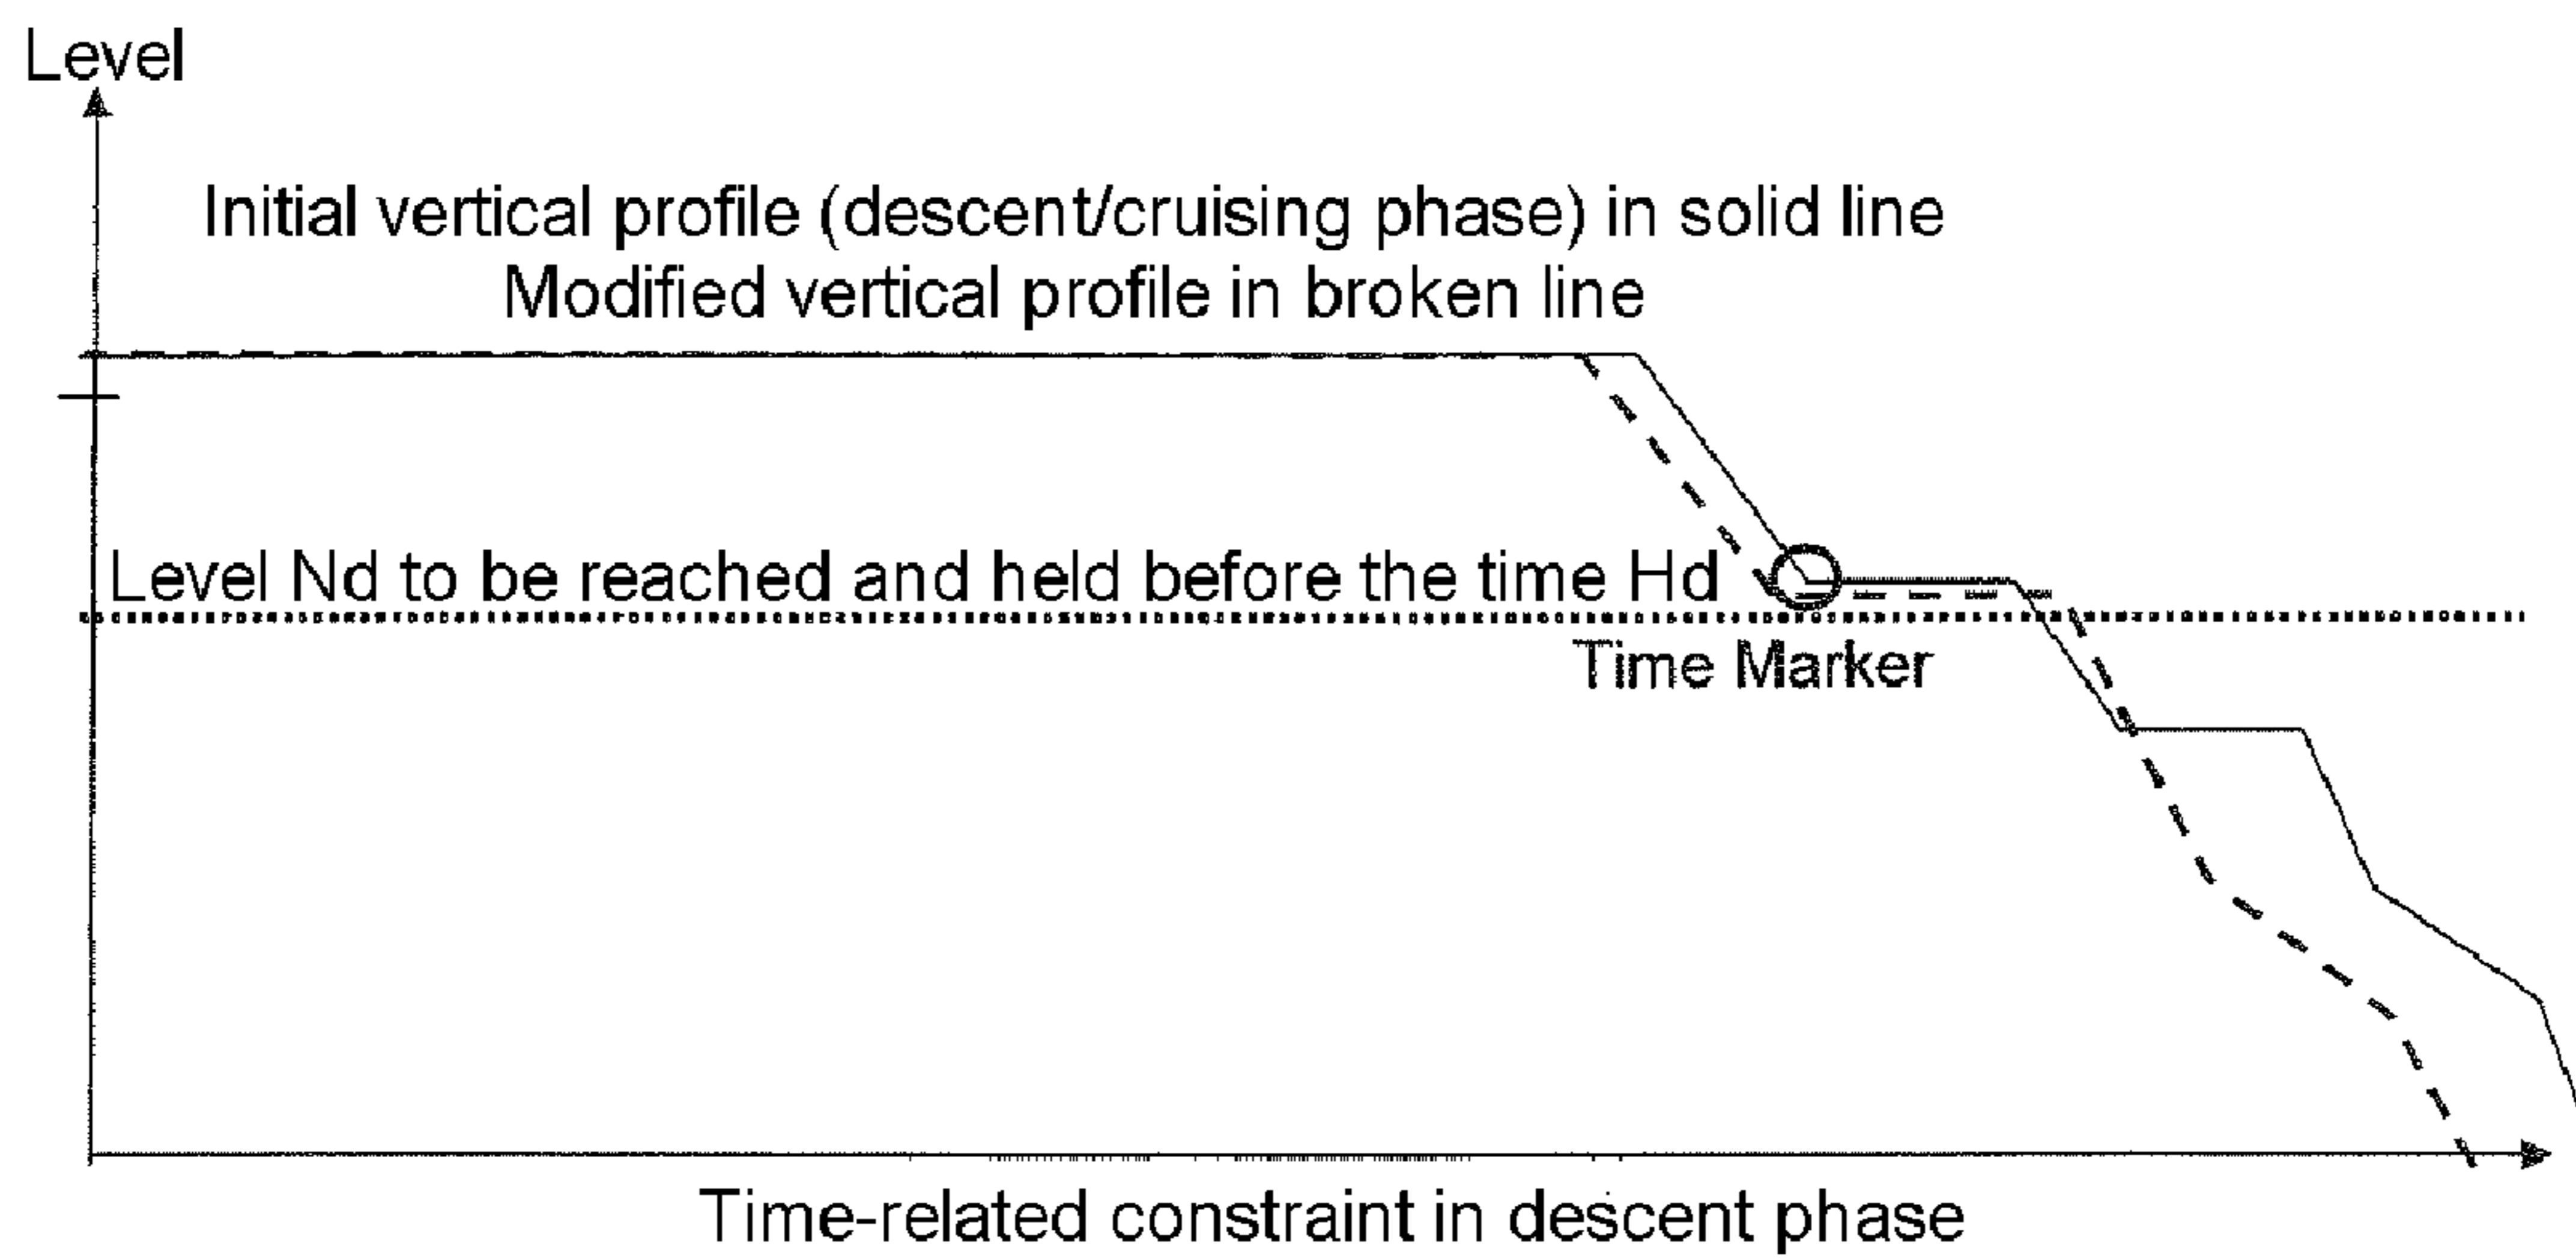 Level
Initial vertical profile (descent/cruising phase) in solid line
Modified vertical profile in broken line
Level Nd to be reached and held before the time Hd
Time Marker
Time-related constraint in descent phase